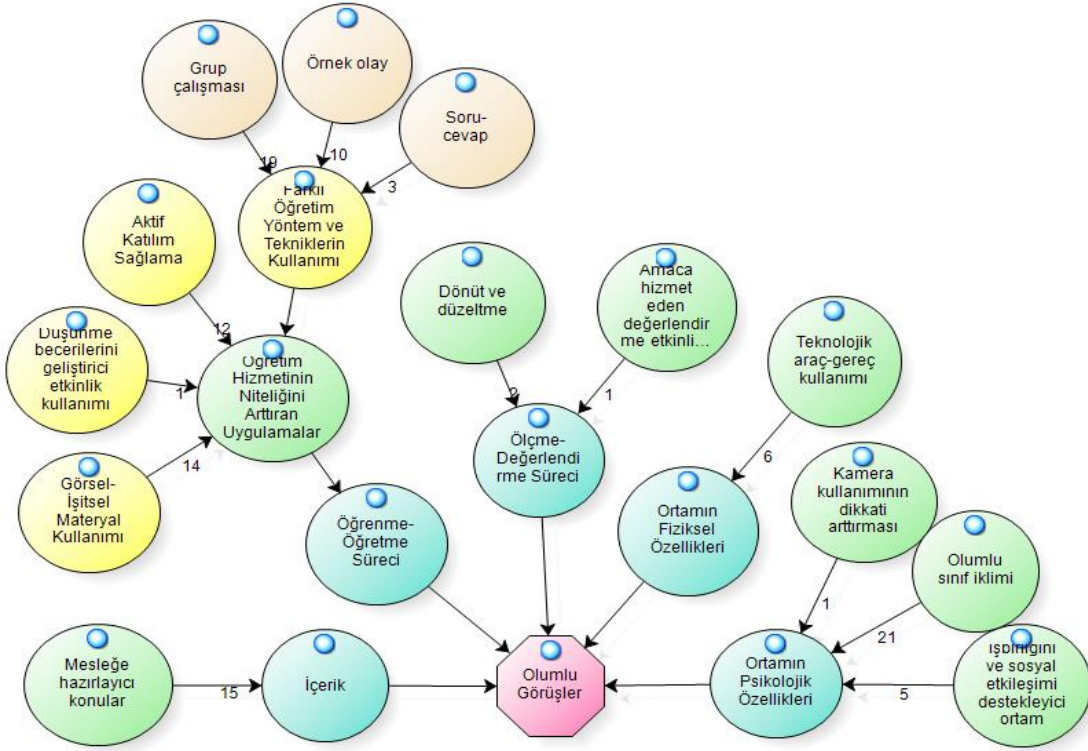 Grup
çalışması
Örnek olay
Soru-
cevap
19
10
3
Farklı
Öğretim
Yöntem ve
Tekniklerin
Kullanımı
Aktif
Katılım
Sağlama
12
Düşünme
becerilerini
geliştirici
etkinlik
kullanımı
1
Öğretim
Hizmetinin
Niteliğini
Arttıran
Uygulamalar
Görsel-
İşitsel
Materyal
Kullanımı
14
Dönüt ve
düzeltme
2
Amaca
hizmet
eden
değerlendir
me etkinli...
1
Ölçme-
Değerlendi
rme Süreci
Teknolojik
araç-gereç
kullanımı
6
Ortamın
Fiziksel
Özellikleri
Öğrenme-
Öğretme
Süreci
Kamera
kullanımının
dikkati
arttırması
1
Olumlu
sınıf iklimi
21
işbirliğini
ve sosyal
etkileşimi
destekleyici
ortam
5
Ortamın
Psikolojik
Özellikleri
Mesleğe
hazırlayıcı
konular
15
İçerik
Olumlu
Görüşler